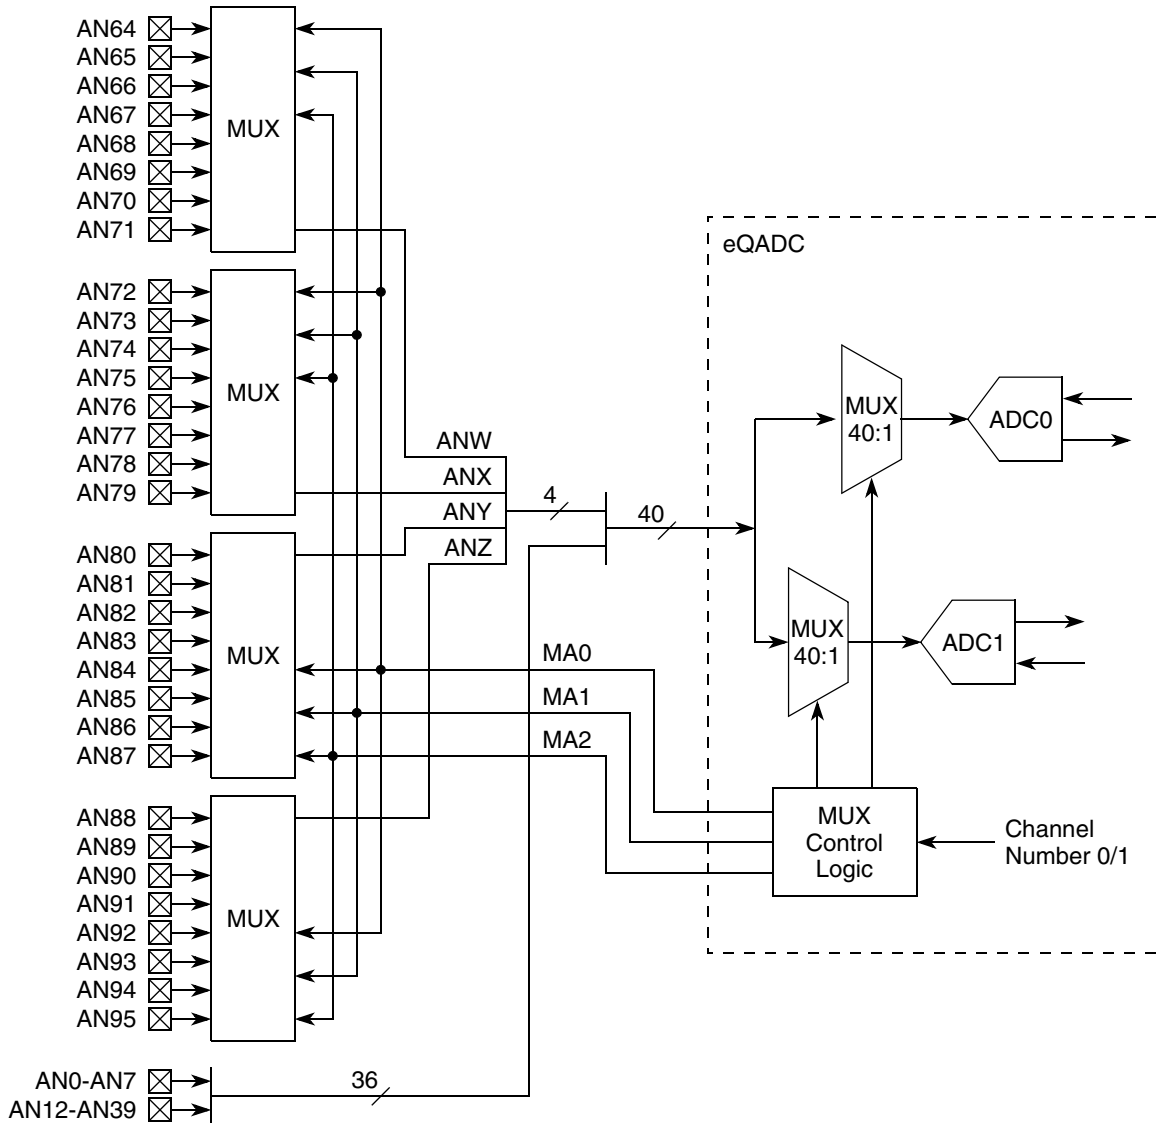 AN64
AN65
AN66
AN67
AN68
AN69
AN70
AN71
MUX
AN72
AN73
AN74
AN75
AN76
AN77
AN78
AN79
MUX
AN80
AN81
AN82
AN83
AN84
AN85
AN86
AN87
MUX
AN88
AN89
AN90
AN91
AN92
AN93
AN94
AN95
MUX
AN0-AN7
AN12-AN39
36
ANW
ANX
ANY
ANZ
4
40
MA0
MA1
MA2
eQADC
MUX
40:1
ADC0
MUX
40:1
ADC1
MUX
Control
Logic
Channel
Number 0/1